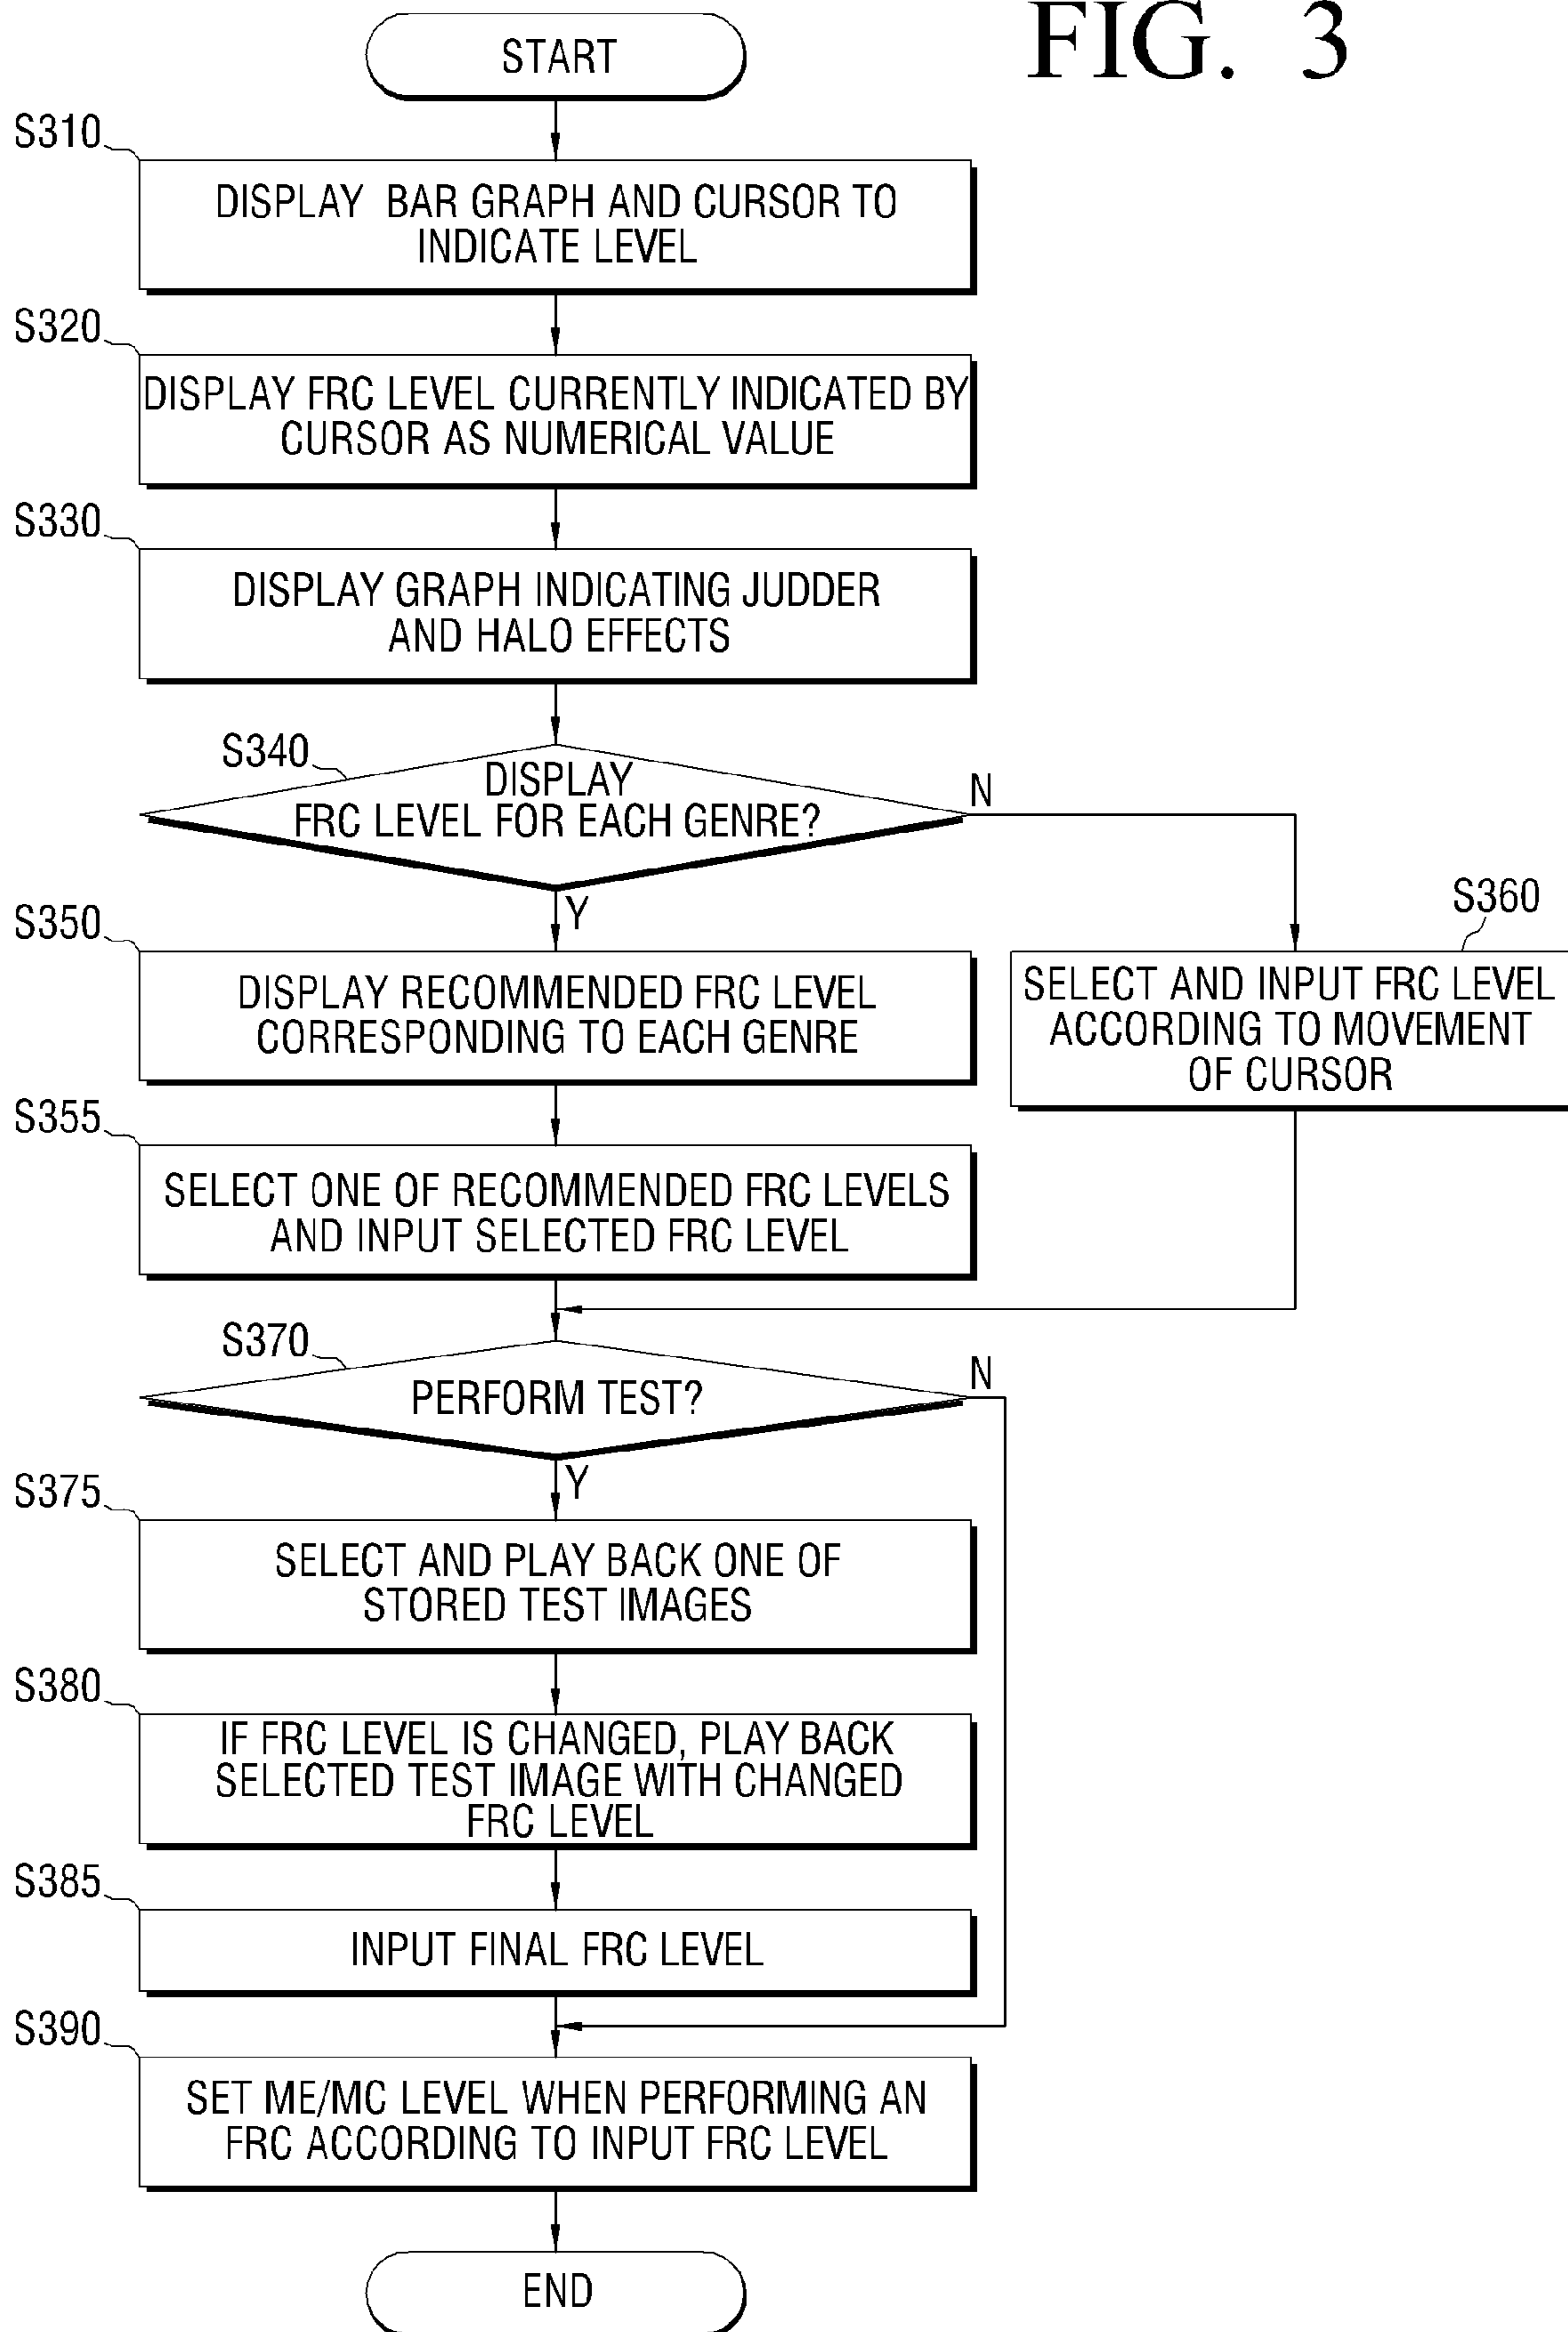 FIG. 3
START
S310
DISPLAY BAR GRAPH AND CURSOR TO
INDICATE LEVEL
S320
DISPLAY FRC LEVEL CURRENTLY INDICATED BY
CURSOR AS NUMERICAL VALUE
S330
DISPLAY GRAPH INDICATING JUDDER
AND HALO EFFECTS
S340
DISPLAY
FRC LEVEL FOR EACH GENRE?
N
Y
S350
DISPLAY RECOMMENDED FRC LEVEL
CORRESPONDING TO EACH GENRE
S360
SELECT AND INPUT FRC LEVEL
ACCORDING TO MOVEMENT
OF CURSOR
S355
SELECT ONE OF RECOMMENDED FRC LEVELS
AND INPUT SELECTED FRC LEVEL
S370
PERFORM TEST?
N
Y
S375
SELECT AND PLAY BACK ONE OF
STORED TEST IMAGES
S380
IF FRC LEVEL IS CHANGED, PLAY BACK
SELECTED TEST IMAGE WITH CHANGED
FRC LEVEL
S385
INPUT FINAL FRC LEVEL
S390
SET ME/MC LEVEL WHEN PERFORMING AN
FRC ACCORDING TO INPUT FRC LEVEL
END